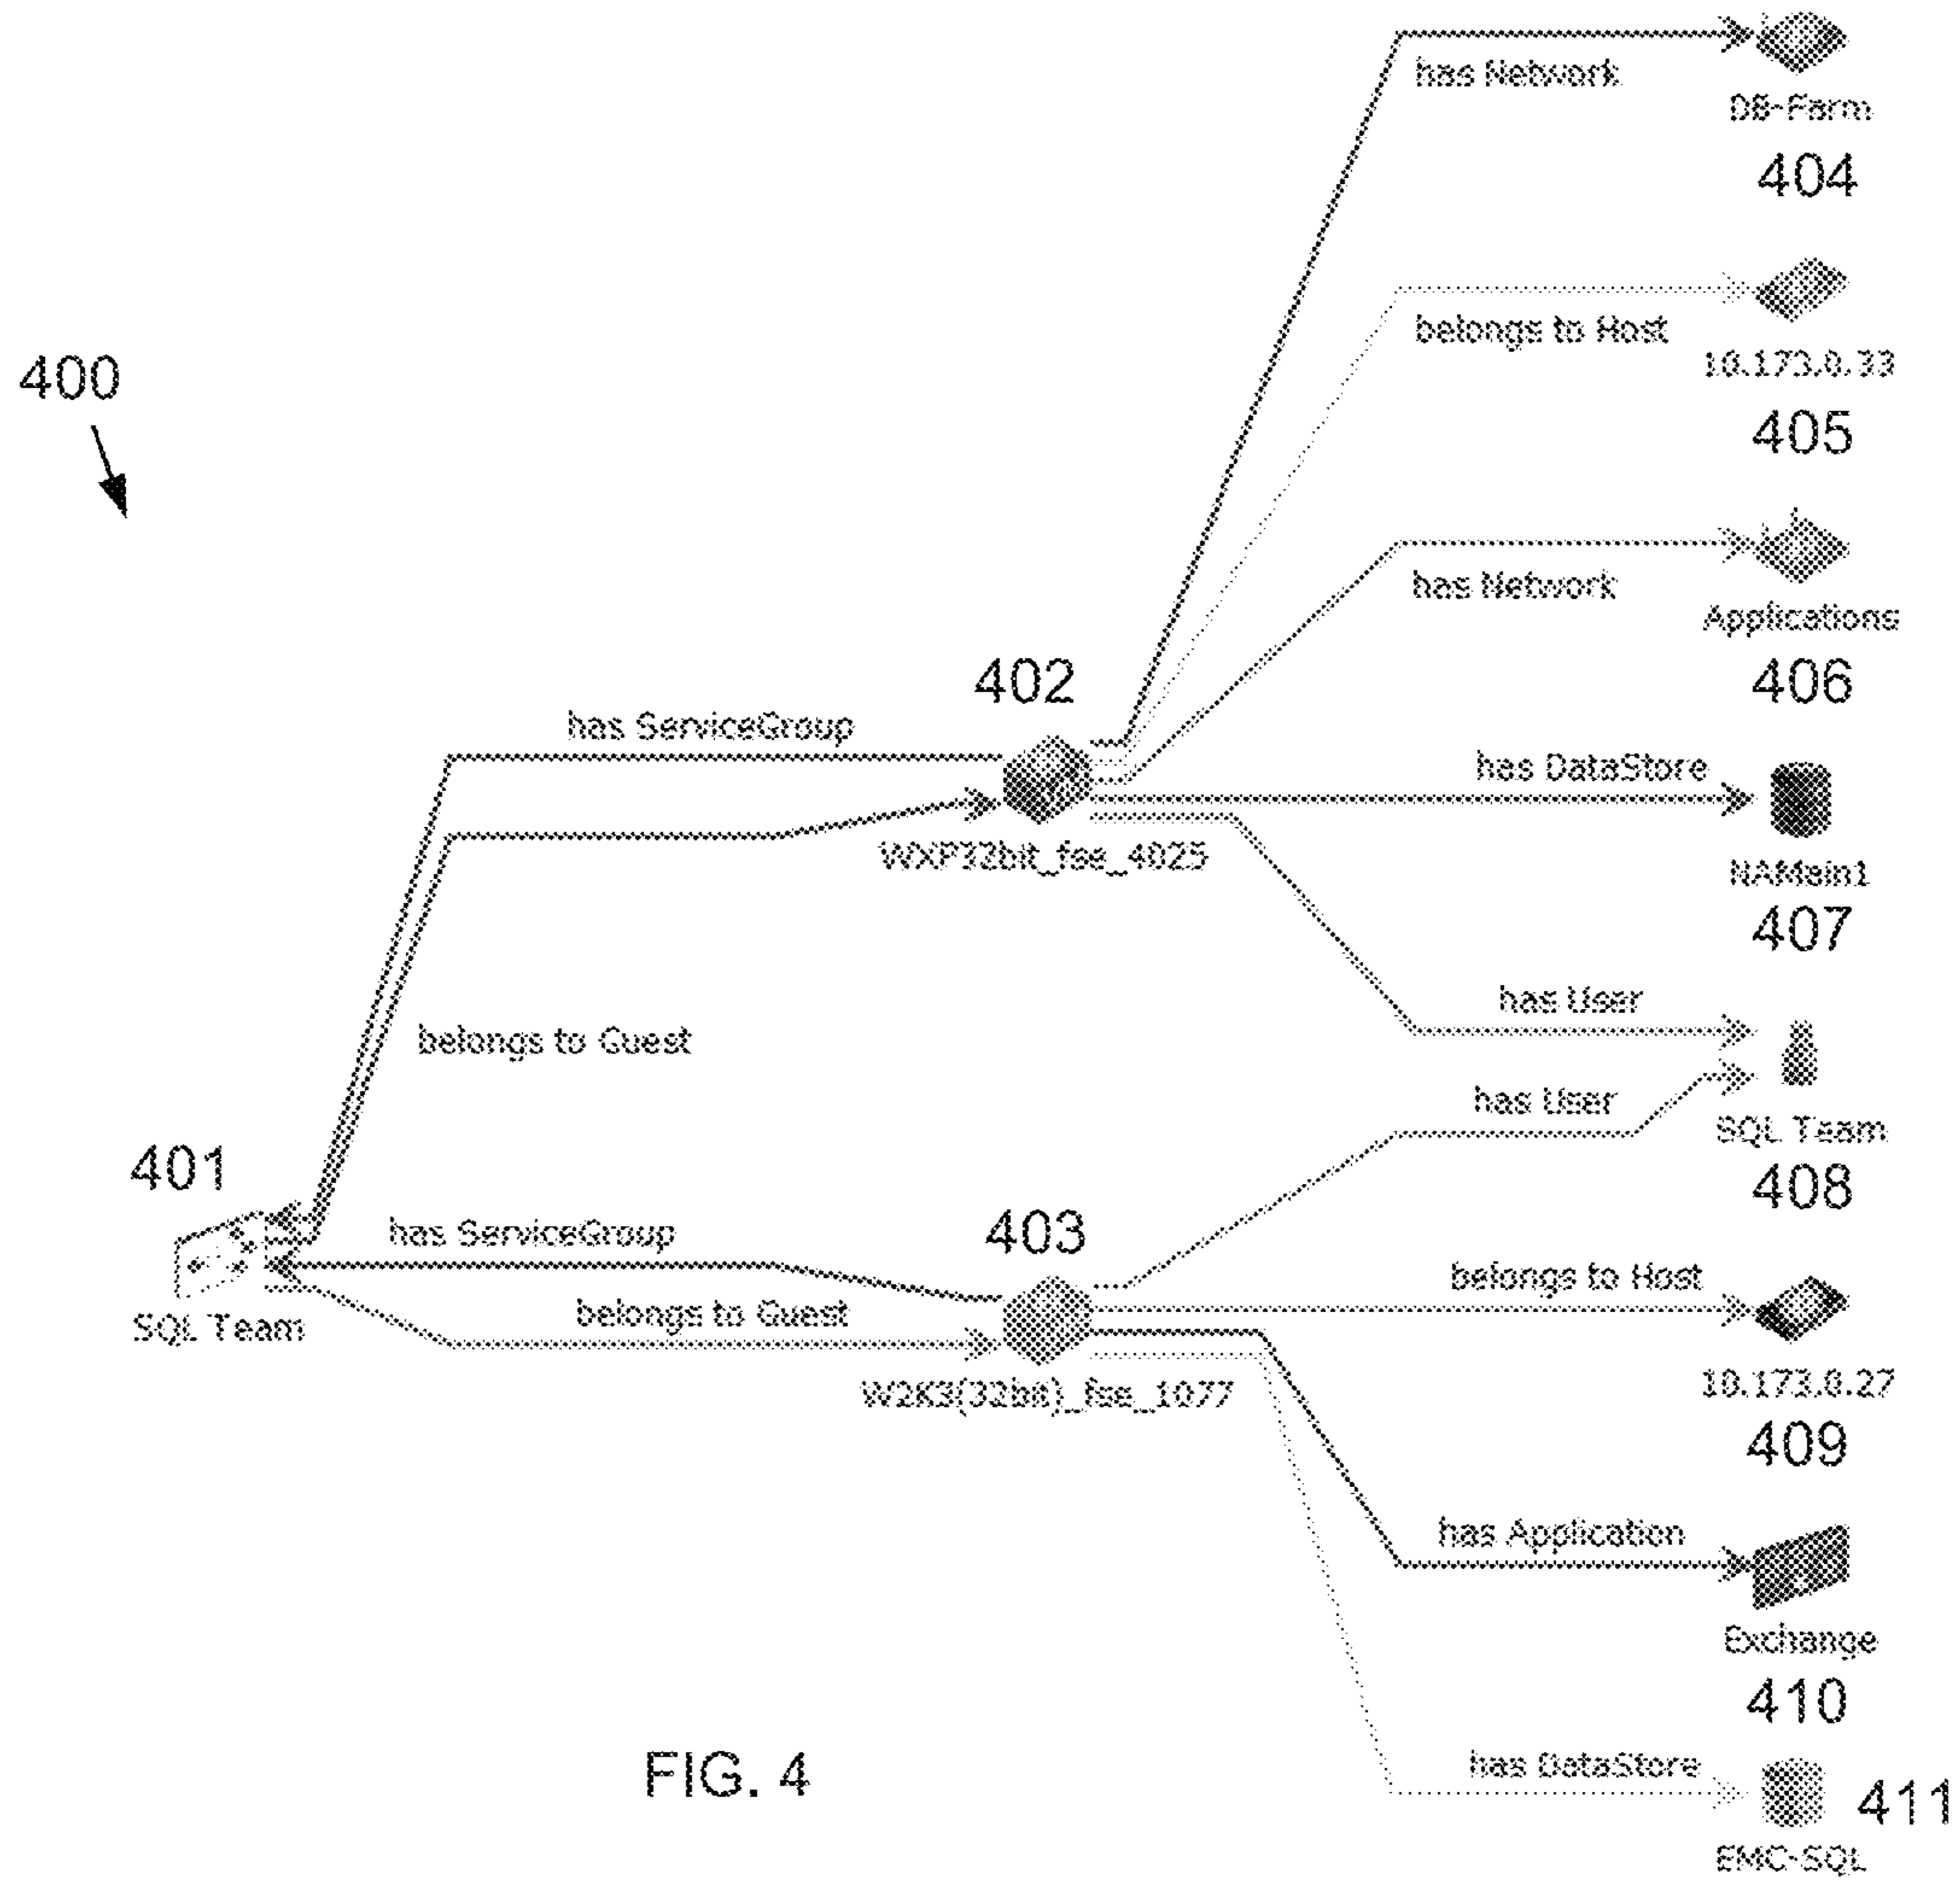 has Network
DB-Farm
404
belongs to Host
10.173.0.33
405
400
has Network
Applications
406
402
has ServiceGroup
has DataStore
WXP32bit_fse_4025
NAMain1
407
has User
belongs to Guest
has User
SQL Team
408
401
has ServiceGroup
403
belongs to Host
belongs to Guest
SQL Team
10.173.0.27
W2K3(32bit)_fse_1077
409
has Application
Exchange
410
FIG. 4
has DataStore
411
EMC-SQL